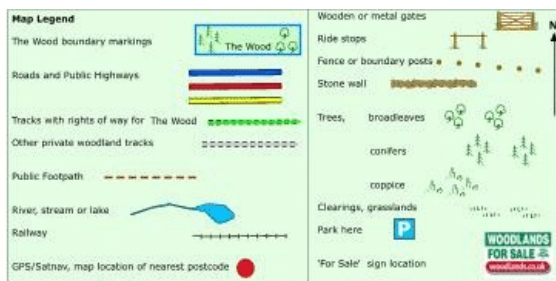 Map Legend
The Wood boundary markings
The Wood
Roads and Public Highways
Tracks with rights of way for The Wood
Other private woodland tracks
Public Footpath
River, stream or lake
Railway
GPS/Satnav, map location of nearest postcode
Wooden or metal gates
N
Ride stops
Fence or boundary posts
Stone wall
Trees, broadleaves
conifers
coppice
Clearings, grasslands
Park here
P
'For Sale' sign location
WOODLANDS
FOR SALE
woodlands.co.uk